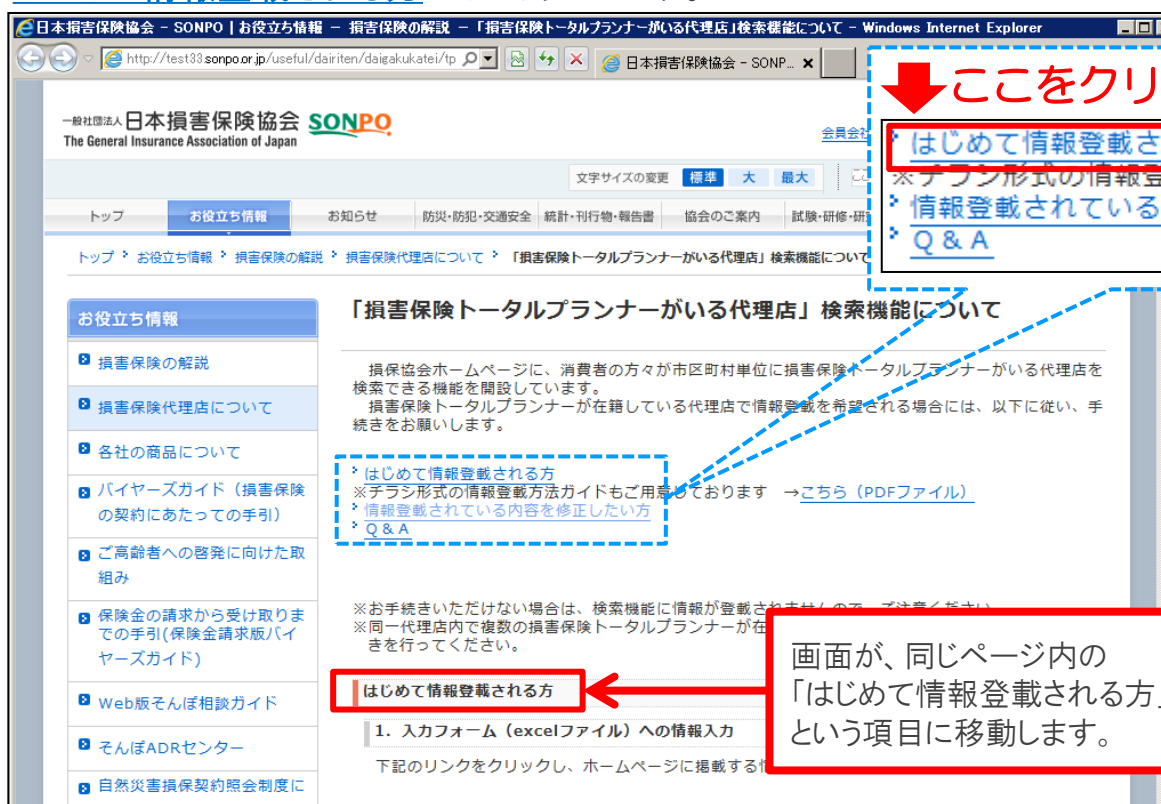 日本損害保険協会 － SONPO | お役立ち情報 － 損害保険の解説 － 「損害保険トータルプランナーがいる代理店」検索機能について － Windows Internet Explorer
http://test33.sonpo.or.jp/useful/dairiten/daigakukatei/tp
日本損害保険協会 － SONP...
ここをクリ
はじめて情報登載さ
※チラシ形式の情報登
情報登載されている
Q & A
一般社団法人 日本損害保険協会 SONPO
The General Insurance Association of Japan
会員会社
文字サイズの変更 標準 大 最大
トップ お役立ち情報 お知らせ 防災･防犯･交通安全 統計･刊行物･報告書 協会のご案内 試験･研修･研
トップ お役立ち情報 損害保険の解説 損害保険代理店について 「損害保険トータルプランナーがいる代理店」検索機能について
お役立ち情報
損害保険の解説
損害保険代理店について
各社の商品について
バイヤーズガイド（損害保険
の契約にあたっての手引）
ご高齢者への啓発に向けた取
組み
保険金の請求から受け取りま
での手引(保険金請求版バイ
ヤーズガイド)
Web版そんぽ相談ガイド
そんぽADRセンター
自然災害損保契約照会制度に
「損害保険トータルプランナーがいる代理店」検索機能について
損保協会ホームページに、消費者の方々が市区町村単位に損害保険トータルプランナーがいる代理店を
検索できる機能を開設しています。
損害保険トータルプランナーが在籍している代理店で情報登載を希望される場合には、以下に従い、手
続きをお願いします。
はじめて情報登載される方
※チラシ形式の情報登載方法ガイドもご用意しております →こちら（PDFファイル）
情報登載されている内容を修正したい方
Q & A
※お手続きいただけない場合は、検索機能に情報が登載されませんので、ご注意ください。
※同一代理店内で複数の損害保険トータルプランナーが在
きを行ってください。
はじめて情報登載される方
1．入力フォーム（excelファイル）への情報入力
下記のリンクをクリックし、ホームページに掲載する
画面が、同じページ内の
「はじめて情報登載される方」
という項目に移動します。